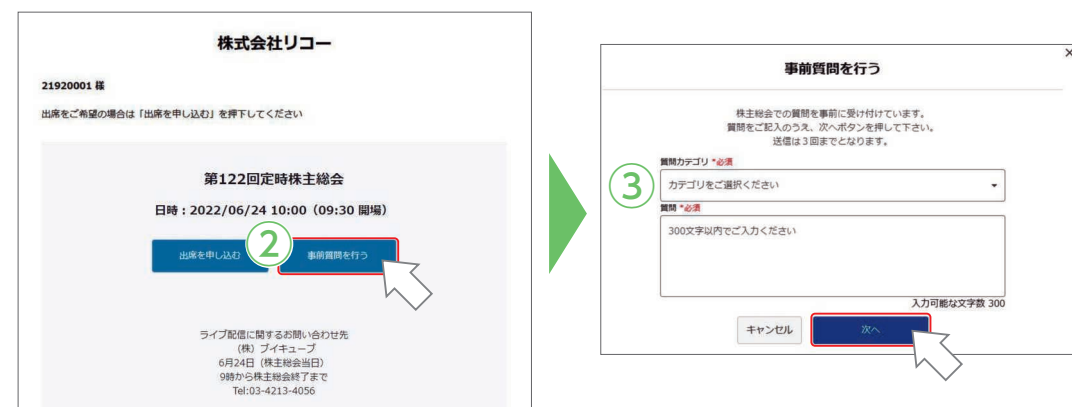 株式会社リコー
21920001 様
出席をご希望の場合は「出席を申し込む」を押下してください
第122回定時株主総会
日時：2022/06/24 10:00（09:30 開場）
②
出席を申し込む
事前質問を行う
ライブ配信に関するお問い合わせ先
（株）ブイキューブ
6月24日（株主総会当日）
9時から株主総会終了まで
Tel:03-4213-4056
×
事前質問を行う
株主総会での質問を事前に受け付けています。
質問をご記入のうえ、次へボタンを押して下さい。
送信は3回までとなります。
③
質問カテゴリ *必須
カテゴリをご選択ください
質問 *必須
300文字以内でご入力ください
入力可能な文字数 300
キャンセル
次へ